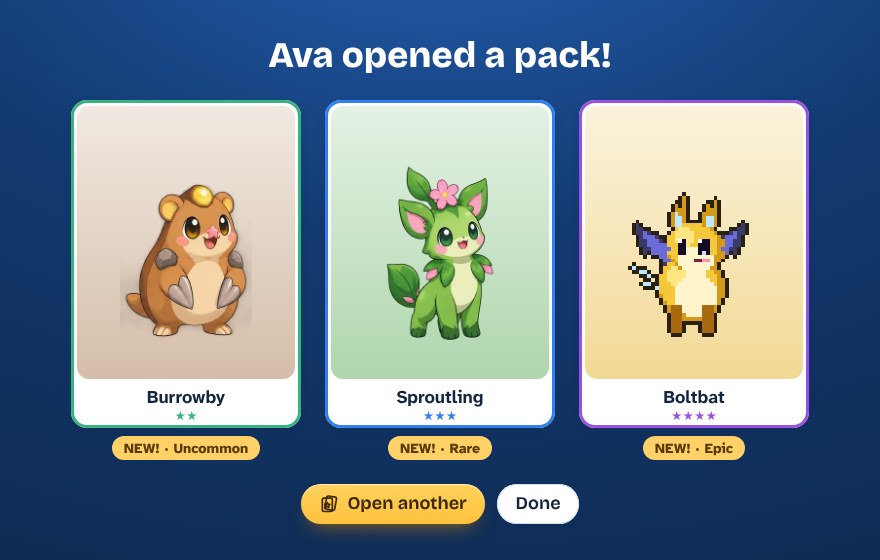 Ava opened a pack!
Burrowby
★★
NEW! · Uncommon
Sproutling
★★★
NEW! · Rare
Boltbat
★★★★
NEW! · Epic
Open another
Done